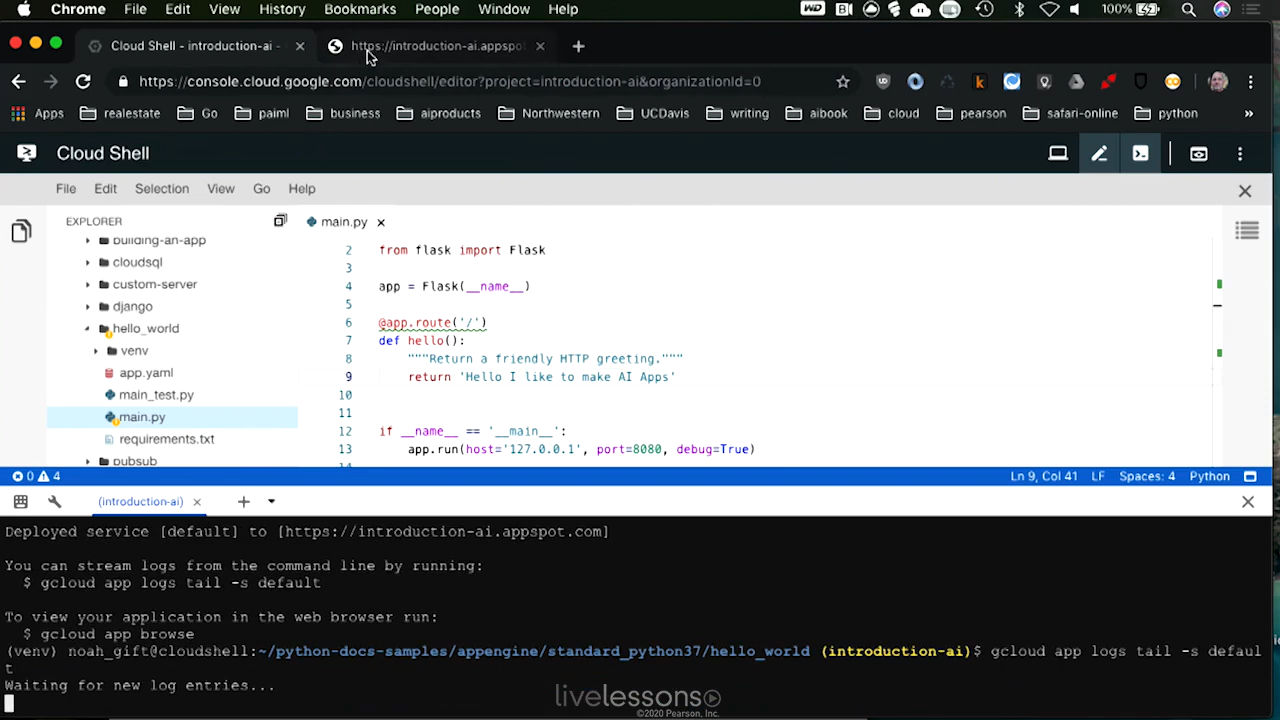 Chrome File Edit View History Bookmarks People Window Help
WD 100%
Cloud Shell - introduction-ai -
https://introduction-ai.appspot
https://console.cloud.google.com/cloudshell/editor?project=introduction-ai&organizationId=0
Apps realestate Go paiml business aiproducts Northwestern UCDavis writing aibook cloud pearson safari-online python »
Cloud Shell
File Edit Selection View Go Help
EXPLORER
building-an-app
cloudsql
custom-server
django
hello_world
venv
app.yaml
main_test.py
main.py
requirements.txt
pubsub
main.py
2 from flask import Flask
3
4 app = Flask(__name__)
5
6 @app.route('/')
7 def hello():
8 """Return a friendly HTTP greeting."""
9 return 'Hello I like to make AI Apps'
10
11
12 if __name__ == '__main__':
13 app.run(host='127.0.0.1', port=8080, debug=True)
0 4 Ln 9, Col 41 LF Spaces: 4 Python
(introduction-ai)
Deployed service [default] to [https://introduction-ai.appspot.com]
You can stream logs from the command line by running:
$ gcloud app logs tail -s default
To view your application in the web browser run:
$ gcloud app browse
(venv) noah_gift@cloudshell:~/python-docs-samples/appengine/standard_python37/hello_world (introduction-ai)$ gcloud app logs tail -s defaul
t
Waiting for new log entries...
livelessons
©2020 Pearson, Inc.